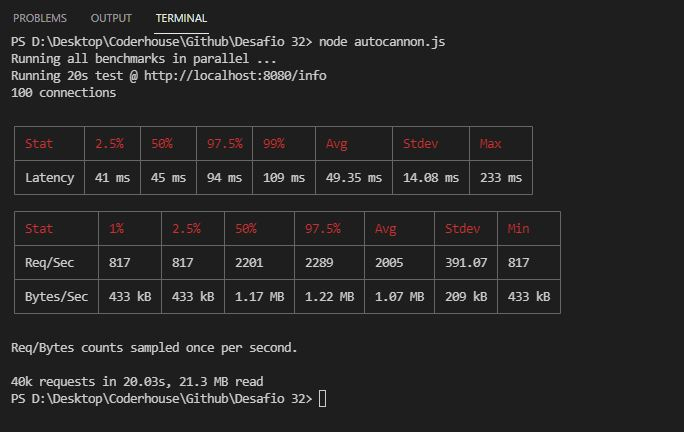 PROBLEMS OUTPUT TERMINAL
PS D:\Desktop\Coderhouse\Github\Desafio 32> node autocannon.js
Running all benchmarks in parallel ...
Running 20s test @ http://localhost:8080/info
100 connections
Stat 2.5% 50% 97.5% 99% Avg Stdev Max
Latency 41 ms 45 ms 94 ms 109 ms 49.35 ms 14.08 ms 233 ms
Stat 1% 2.5% 50% 97.5% Avg Stdev Min
Req/Sec 817 817 2201 2289 2005 391.07 817
Bytes/Sec 433 kB 433 kB 1.17 MB 1.22 MB 1.07 MB 209 kB 433 kB
Req/Bytes counts sampled once per second.
40k requests in 20.03s, 21.3 MB read
PS D:\Desktop\Coderhouse\Github\Desafio 32>